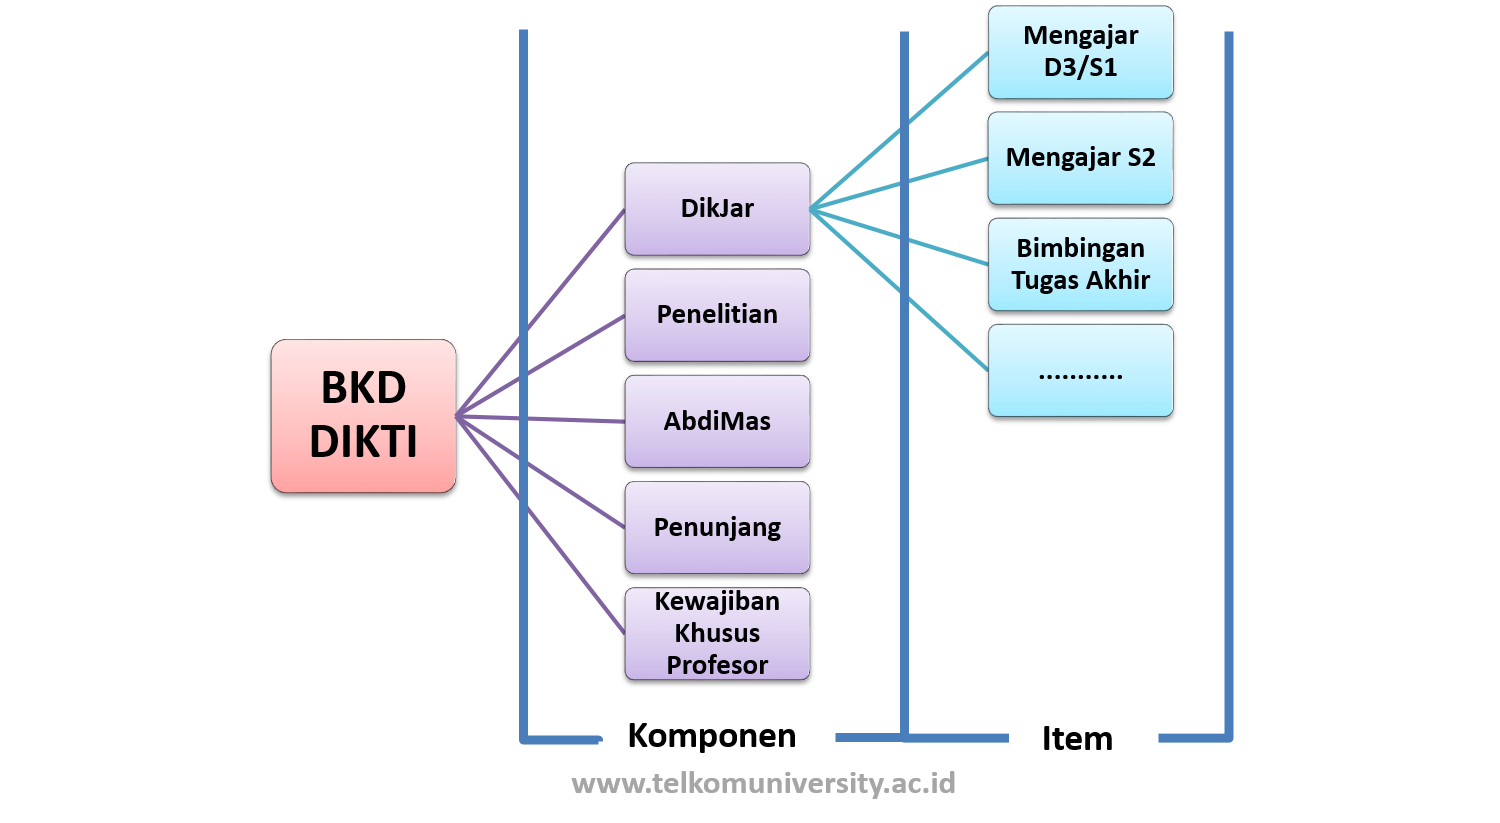 BKD
DIKTI
DikJar
Penelitian
AbdiMas
Penunjang
Kewajiban
Khusus
Profesor
Mengajar
D3/S1
Mengajar S2
Bimbingan
Tugas Akhir
...........
Komponen
Item
www.telkomuniversity.ac.id